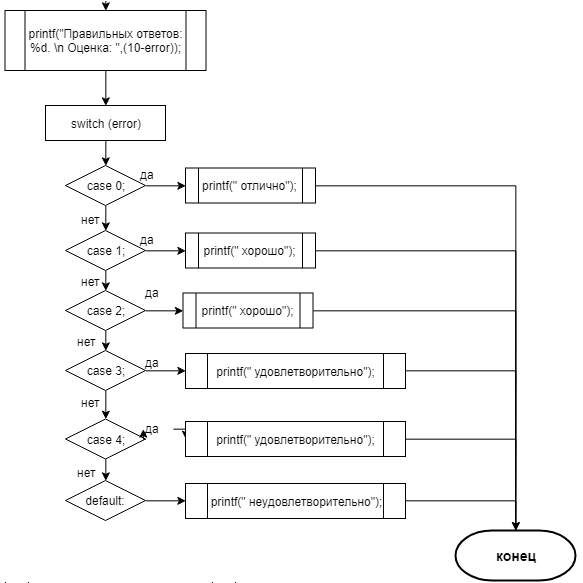 printf("Правильных ответов:
%d. \n Оценка: ",(10-error));
switch (error)
case 0;
да
printf(" отлично");
нет
case 1;
да
printf(" хорошо");
нет
case 2;
да
printf(" хорошо");
нет
case 3;
да
printf(" удовлетворительно");
нет
case 4;
да
printf(" удовлетворительно");
нет
default:
printf(" неудовлетворительно");
конец